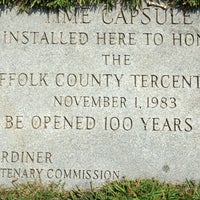 TIME CAPSULE
INSTALLED HERE TO HON
THE
FFOLK COUNTY TERCENT
NOVEMBER 1, 1983
BE OPENED 100 YEARS
RDINER
TENARY COMMISSION